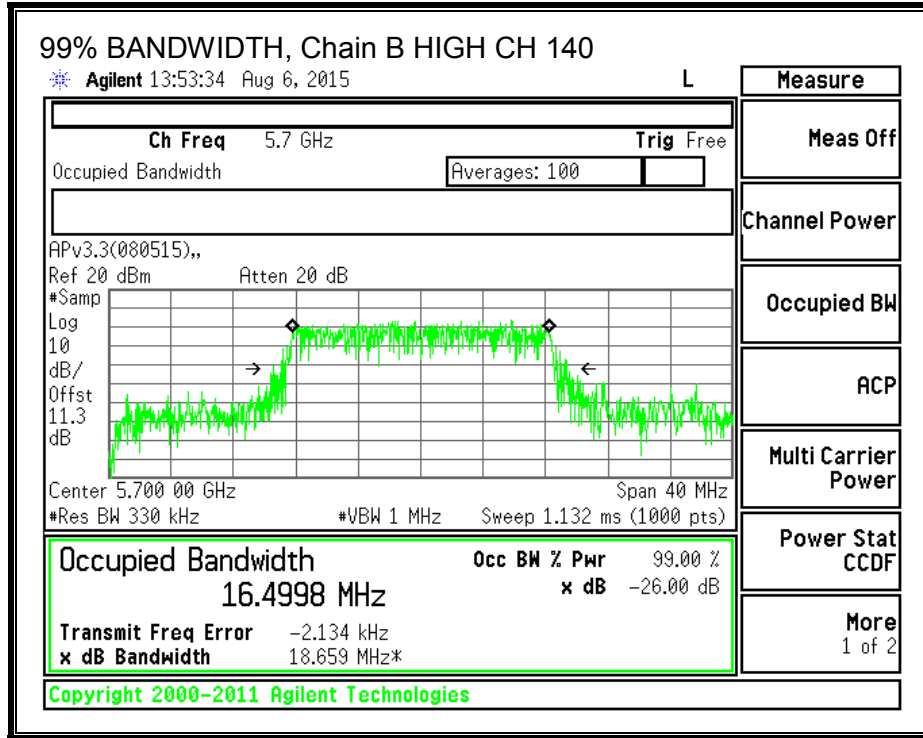 99% BANDWIDTH, Chain B HIGH CH 140
Agilent 13:53:34 Aug 6, 2015 L
Measure
Ch Freq 5.7 GHz Trig Free
Meas Off
Occupied Bandwidth Averages: 100
Channel Power
APv3.3(080515),,
Ref 20 dBm Atten 20 dB
#Samp
Log
10
dB/
Offst
11.3
dB
Occupied BW
ACP
Multi Carrier
Power
Center 5.700 00 GHz Span 40 MHz
#Res BW 330 kHz #VBW 1 MHz Sweep 1.132 ms (1000 pts)
Power Stat
CCDF
Occupied Bandwidth Occ BW % Pwr 99.00 %
16.4998 MHz x dB -26.00 dB
Transmit Freq Error -2.134 kHz
x dB Bandwidth 18.659 MHz*
More
1 of 2
Copyright 2000-2011 Agilent Technologies